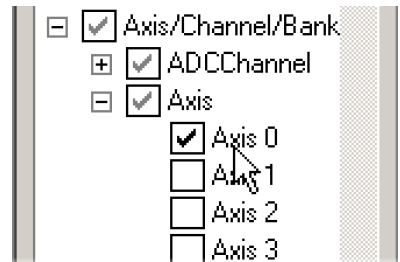 Axis/Channel/Bank
ADCChannel
Axis
Axis 0
Axis 1
Axis 2
Axis 3